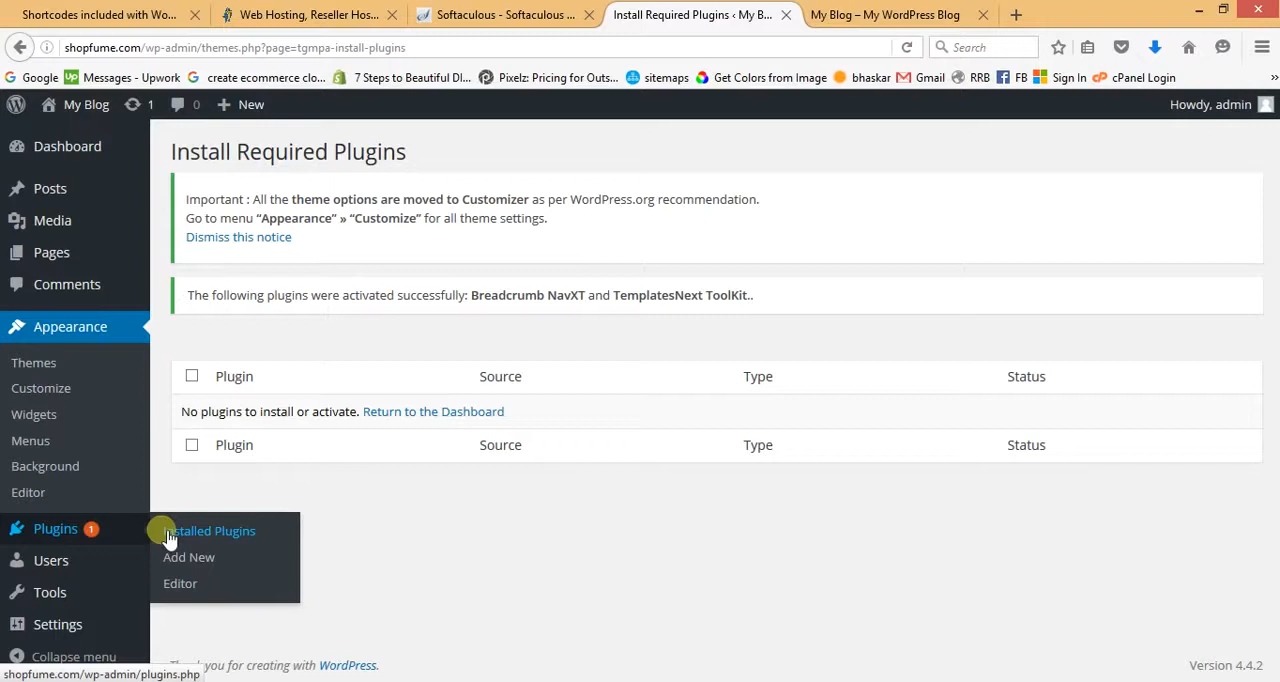 Shortcodes included with Wo...
Web Hosting, Reseller Hos...
Softaculous - Softaculous ...
Install Required Plugins ‹ My B...
My Blog – My WordPress Blog
shopfume.com/wp-admin/themes.php?page=tgmpa-install-plugins
Search
Google
Up Messages - Upwork
create ecommerce clo...
7 Steps to Beautiful DI...
Pixelz: Pricing for Outs...
sitemaps
Get Colors from Image
bhaskar
Gmail
RRB
FB
Sign In
cPanel Login
»
My Blog
1
0
New
Howdy, admin
Dashboard
Posts
Media
Pages
Comments
Appearance
Themes
Customize
Widgets
Menus
Background
Editor
Plugins 1
Users
Tools
Settings
Collapse menu
Installed Plugins
Add New
Editor
Install Required Plugins
Important : All the theme options are moved to Customizer as per WordPress.org recommendation.
Go to menu “Appearance” » “Customize” for all theme settings.
Dismiss this notice
The following plugins were activated successfully: Breadcrumb NavXT and TemplatesNext ToolKit..
Plugin Source Type Status
No plugins to install or activate. Return to the Dashboard
Plugin Source Type Status
Thank you for creating with WordPress.
Version 4.4.2
shopfume.com/wp-admin/plugins.php